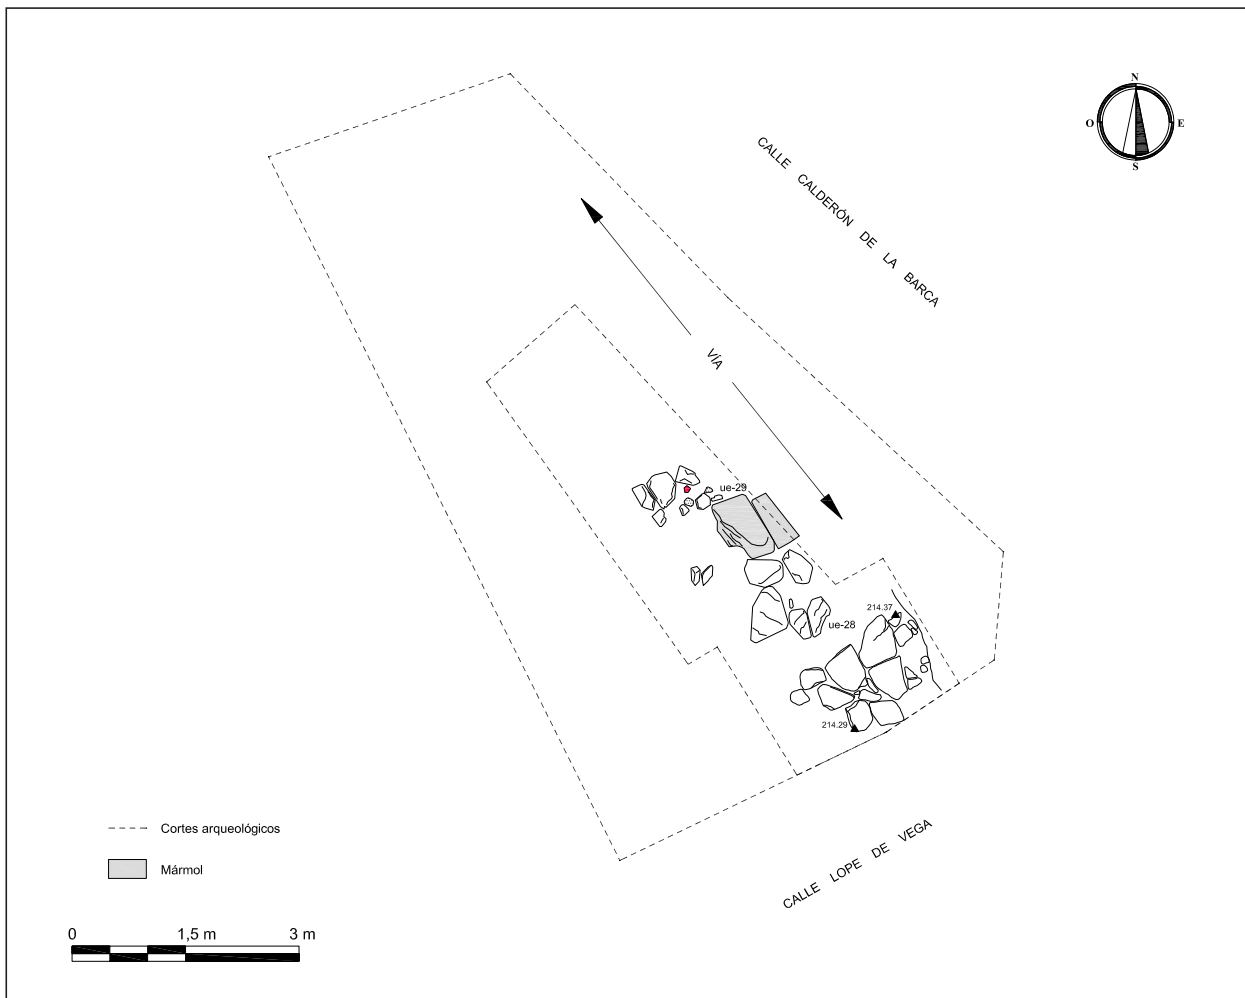 N
O
E
S
CALLE CALDERÓN DE LA BARCA
VÍA
ue-29
214.37
ue-28
214.29
CALLE LOPE DE VEGA
Cortes arqueológicos
Mármol
0 1,5 m 3 m